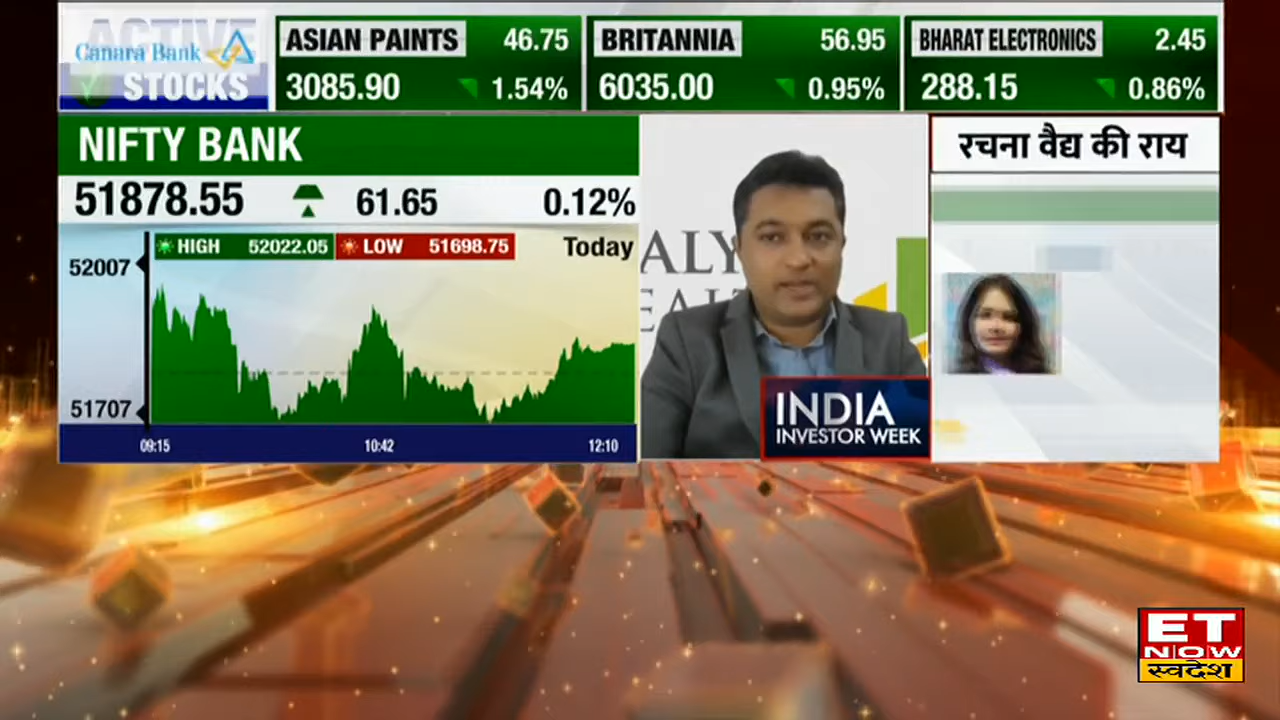 ACTIVE
Canara Bank
STOCKS
ASIAN PAINTS 46.75
3085.90 1.54%
BRITANNIA 56.95
6035.00 0.95%
BHARAT ELECTRONICS 2.45
288.15 0.86%
NIFTY BANK
51878.55 61.65 0.12%
HIGH 52022.05 LOW 51698.75 Today
52007
51707
09:15 10:42 12:10
INDIA
INVESTOR WEEK
रचना वैद्य की राय
ET
NOW
स्वदेश